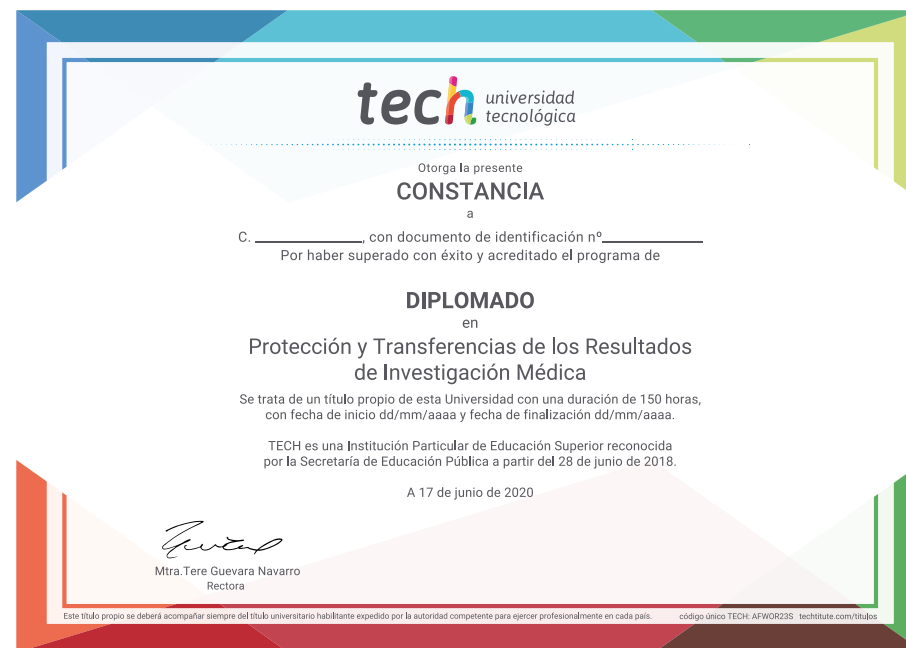 tech universidad
tecnológica
Otorga la presente
CONSTANCIA
a
C. ____________, con documento de identificación nº____________
Por haber superado con éxito y acreditado el programa de
DIPLOMADO
en
Protección y Transferencias de los Resultados
de Investigación Médica
Se trata de un título propio de esta Universidad con una duración de 150 horas,
con fecha de inicio dd/mm/aaaa y fecha de finalización dd/mm/aaaa.
TECH es una Institución Particular de Educación Superior reconocida
por la Secretaría de Educación Pública a partir del 28 de junio de 2018.
A 17 de junio de 2020
Mtra.Tere Guevara Navarro
Rectora
Este título propio se deberá acompañar siempre del título universitario habilitante expedido por la autoridad competente para ejercer profesionalmente en cada país. código único TECH: AFWOR23S techtitute.com/titulos